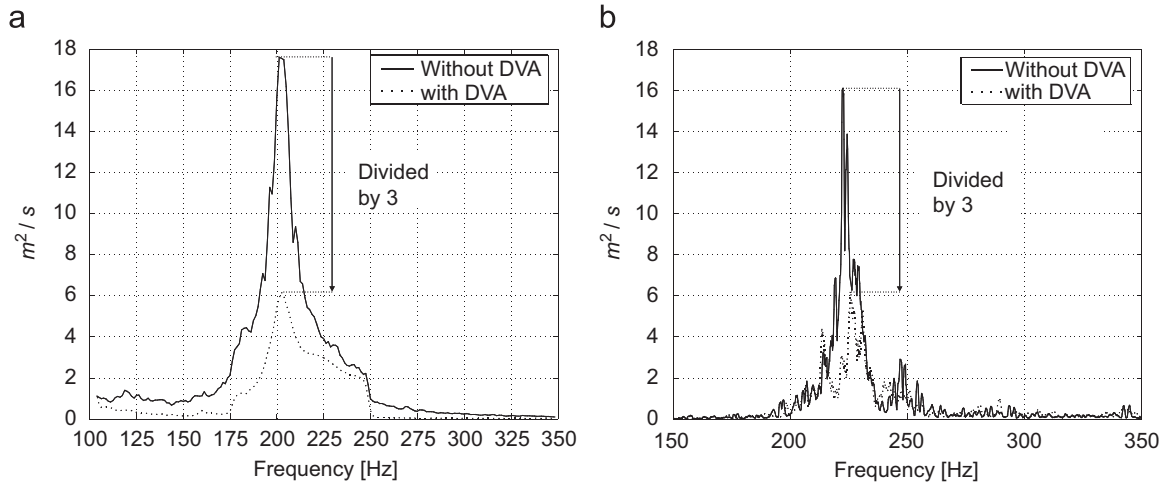 a
18
16
14
12
10
8
6
4
2
0
m² / s
Without DVA
with DVA
Divided
by 3
100 125 150 175 200 225 250 275 300 325 350
Frequency [Hz]
b
18
16
14
12
10
8
6
4
2
0
m² / s
Without DVA
with DVA
Divided
by 3
150 200 250 300 350
Frequency [Hz]